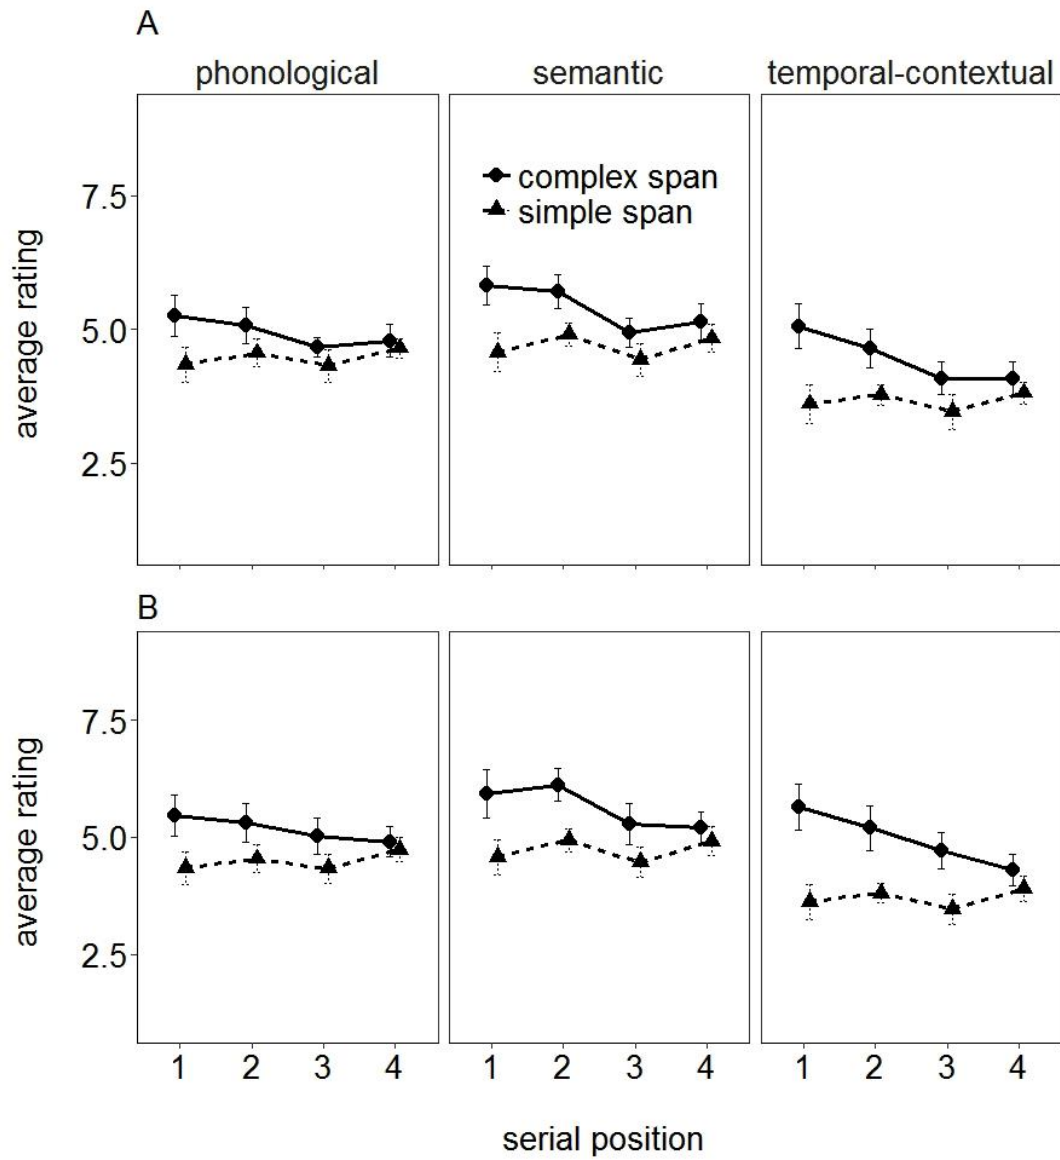 A
phonological semantic temporal-contextual
complex span
simple span
average rating
7.5
5.0
2.5
B
average rating
7.5
5.0
2.5
1 2 3 4 1 2 3 4 1 2 3 4
serial position